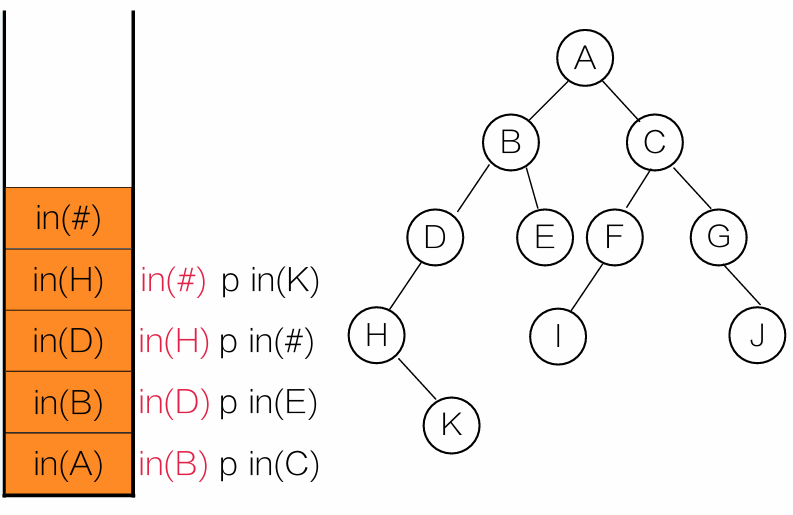 in(#)
in(H) in(#) p in(K)
in(D) in(H) p in(#)
in(B) in(D) p in(E)
in(A) in(B) p in(C)
A
B C
D E F G
H I J
K